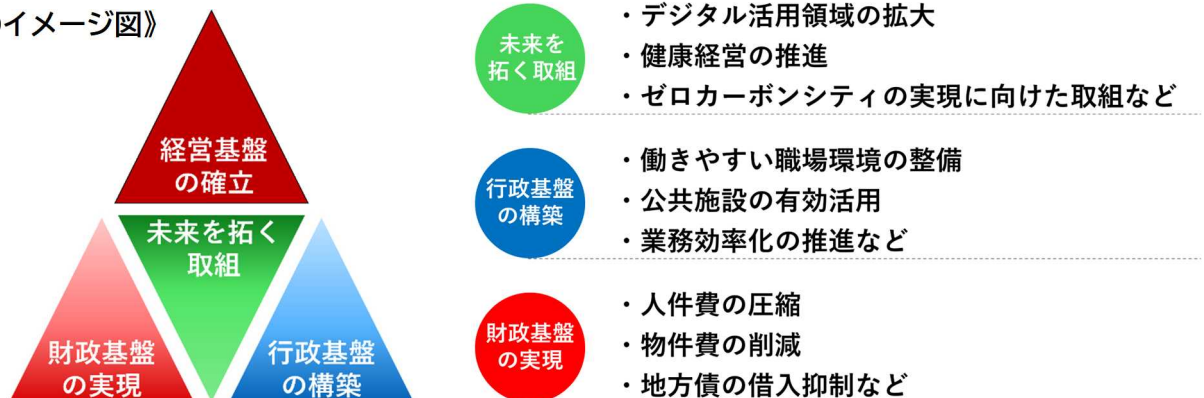 イメージ図》
経営基盤
の確立
未来を拓く
取組
財政基盤
の実現
行政基盤
の構築
未来を
拓く取組
・デジタル活用領域の拡大
・健康経営の推進
・ゼロカーボンシティの実現に向けた取組など
行政基盤
の構築
・働きやすい職場環境の整備
・公共施設の有効活用
・業務効率化の推進など
財政基盤
の実現
・人件費の圧縮
・物件費の削減
・地方債の借入抑制など